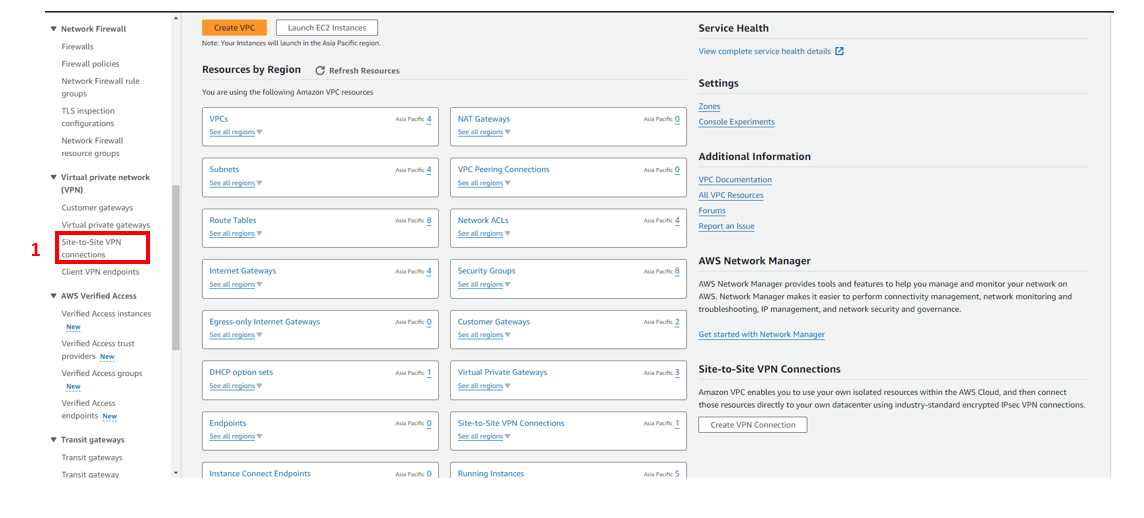 Network Firewall
Firewalls
Firewall policies
Network Firewall rule
groups
TLS inspection
configurations
Network Firewall
resource groups
Virtual private network
(VPN)
Customer gateways
Virtual private gateways
1
Site-to-Site VPN
connections
Client VPN endpoints
AWS Verified Access
Verified Access instances
New
Verified Access trust
providers New
Verified Access groups
New
Verified Access
endpoints New
Transit gateways
Transit gateways
Transit gateway
Create VPC
Launch EC2 Instances
Note: Your Instances will launch in the Asia Pacific region.
Resources by Region
Refresh Resources
You are using the following Amazon VPC resources
VPCs
Asia Pacific 4
See all regions
NAT Gateways
Asia Pacific 0
See all regions
Subnets
Asia Pacific 4
See all regions
VPC Peering Connections
Asia Pacific 0
See all regions
Route Tables
Asia Pacific 8
See all regions
Network ACLs
Asia Pacific 4
See all regions
Internet Gateways
Asia Pacific 4
See all regions
Security Groups
Asia Pacific 8
See all regions
Egress-only Internet Gateways
Asia Pacific 0
See all regions
Customer Gateways
Asia Pacific 2
See all regions
DHCP option sets
Asia Pacific 1
See all regions
Virtual Private Gateways
Asia Pacific 3
See all regions
Endpoints
Asia Pacific 0
See all regions
Site-to-Site VPN Connections
Asia Pacific 1
See all regions
Instance Connect Endpoints
Asia Pacific 0
Running Instances
Asia Pacific 5
Service Health
View complete service health details
Settings
Zones
Console Experiments
Additional Information
VPC Documentation
All VPC Resources
Forums
Report an Issue
AWS Network Manager
AWS Network Manager provides tools and features to help you manage and monitor your network on
AWS. Network Manager makes it easier to perform connectivity management, network monitoring and
troubleshooting, IP management, and network security and governance.
Get started with Network Manager
Site-to-Site VPN Connections
Amazon VPC enables you to use your own isolated resources within the AWS Cloud, and then connect
those resources directly to your own datacenter using industry-standard encrypted IPsec VPN connections.
Create VPN Connection